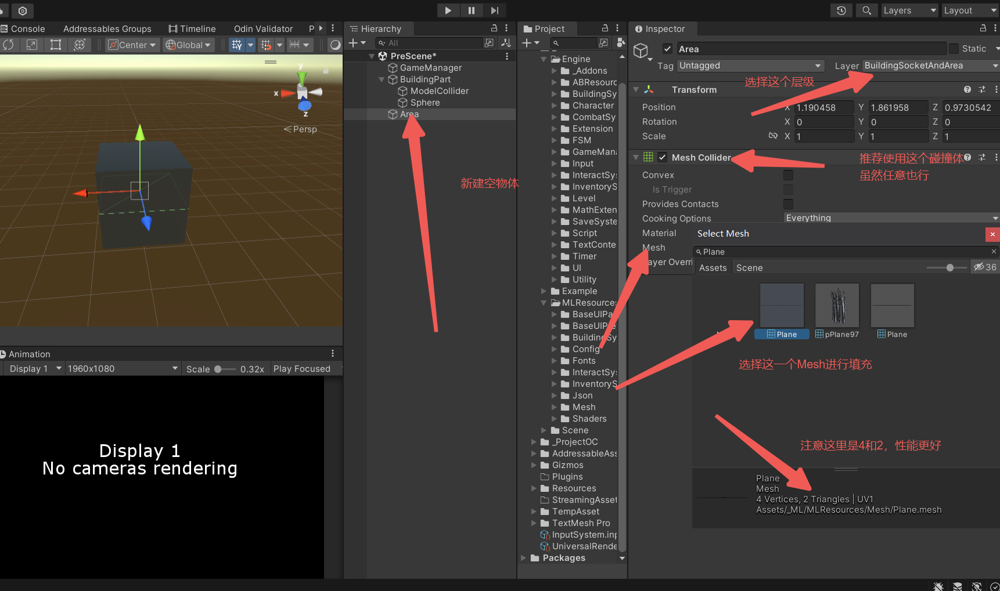 Layers
Layout
Console
Addressables Groups
Timeline
Odin Validator
P
Center
Global
Persp
y
x
z
Hierarchy
All
PreScene*
GameManager
BuildingPart
ModelCollider
Sphere
Area
新建空物体
Project
Engine
_Addons
ABResourc
BuildingSy
Character
CombatSy
Extension
FSM
GameMana
Input
InteractSys
InventoryS
Level
MathExten
SaveSyste
Script
TextConte
Timer
UI
Utility
Example
MLResources
BaseUIPa
BaseUIPre
BuildingSy
Config
Fonts
InteractSys
InventoryS
Json
Mesh
Shaders
Scene
_ProjectOC
AddressableAss
Gizmos
Plugins
Resources
StreamingAsset
TempAsset
TextMesh Pro
InputSystem.inp
UniversalRende
Packages
Inspector
Area
Static
Tag Untagged
Layer BuildingSocketAndArea
选择这个层级
Transform
Position X 1.190458 Y 1.861958 Z 0.9730542
Rotation X 0 Y 0 Z 0
Scale X 1 Y 1 Z 1
Mesh Collider
推荐使用这个碰撞体
虽然任意也行
Convex
Is Trigger
Provides Contacts
Cooking Options Everything
Material
Mesh
ayer Overri
Select Mesh
Plane
Assets
Scene
36
Plane
pPlane97
Plane
选择这一个Mesh进行填充
注意这里是4和2，性能更好
Plane
Mesh
4 Vertices, 2 Triangles | UV1
Assets/_ML/MLResources/Mesh/Plane.mesh
Animation
Display 1
1960x1080
Scale
0.32x
Play Focused
Display 1
No cameras rendering